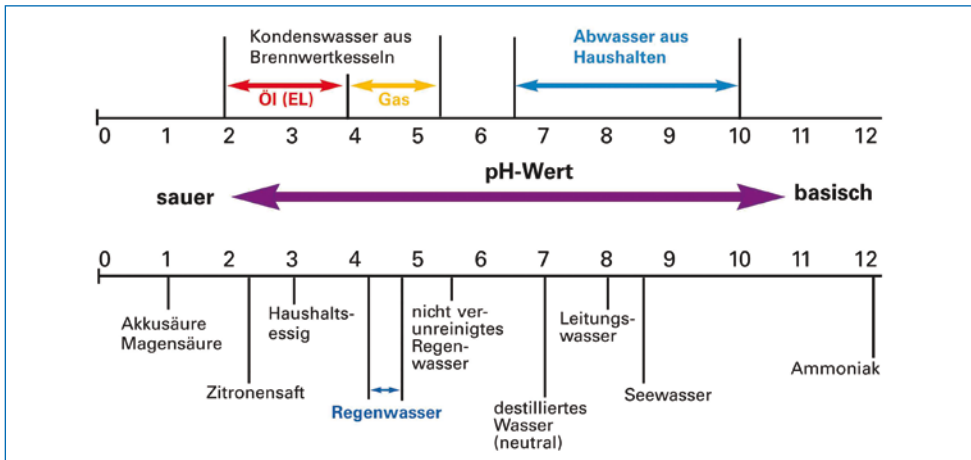 Kondenswasser aus
Brennwertkesseln
Abwasser aus
Haushalten
Öl (EL)
Gas
0 1 2 3 4 5 6 7 8 9 10 11 12
pH-Wert
sauer
basisch
0 1 2 3 4 5 6 7 8 9 10 11 12
Akkusäure
Magensäure
Zitronensaft
Haushalts-
essig
Regenwasser
nicht ver-
unreinigtes
Regen-
wasser
destilliertes
Wasser
(neutral)
Leitungs-
wasser
Seewasser
Ammoniak